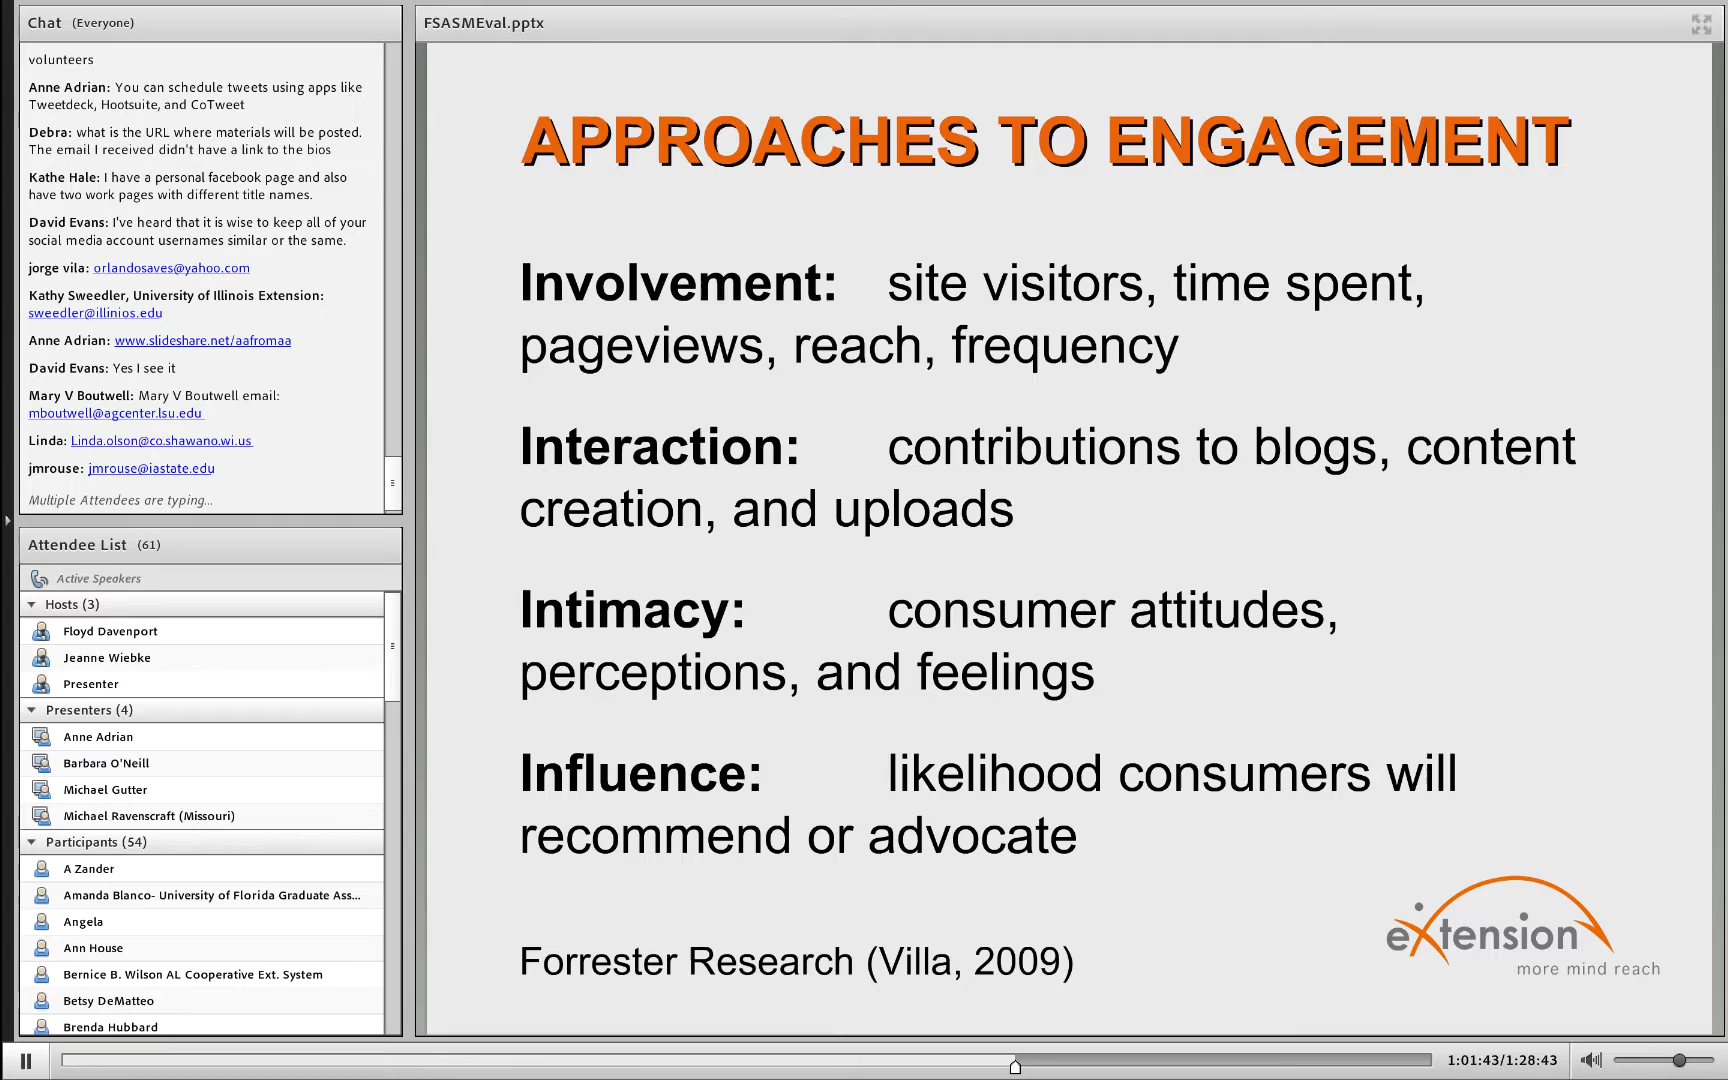 Chat (Everyone)
volunteers
Anne Adrian: You can schedule tweets using apps like
Tweetdeck, Hootsuite, and CoTweet
Debra: what is the URL where materials will be posted.
The email I received didn't have a link to the bios
Kathe Hale: I have a personal facebook page and also
have two work pages with different title names.
David Evans: I've heard that it is wise to keep all of your
social media account usernames similar or the same.
jorge vila: orlandosaves@yahoo.com
Kathy Sweedler, University of Illinois Extension:
sweedler@illinios.edu
Anne Adrian: www.slideshare.net/aafromaa
David Evans: Yes I see it
Mary V Boutwell: Mary V Boutwell email:
mboutwell@agcenter.lsu.edu
Linda: Linda.olson@co.shawano.wi.us
jmrouse: jmrouse@iastate.edu
Multiple Attendees are typing...
Attendee List (61)
Active Speakers
Hosts (3)
Floyd Davenport
Jeanne Wiebke
Presenter
Presenters (4)
Anne Adrian
Barbara O'Neill
Michael Gutter
Michael Ravenscraft (Missouri)
Participants (54)
A Zander
Amanda Blanco- University of Florida Graduate Ass...
Angela
Ann House
Bernice B. Wilson AL Cooperative Ext. System
Betsy DeMatteo
Brenda Hubbard
FSASMEval.pptx
APPROACHES TO ENGAGEMENT
Involvement: site visitors, time spent,
pageviews, reach, frequency
Interaction: contributions to blogs, content
creation, and uploads
Intimacy: consumer attitudes,
perceptions, and feelings
Influence: likelihood consumers will
recommend or advocate
Forrester Research (Villa, 2009)
eXtension
more mind reach
1:01:43/1:28:43